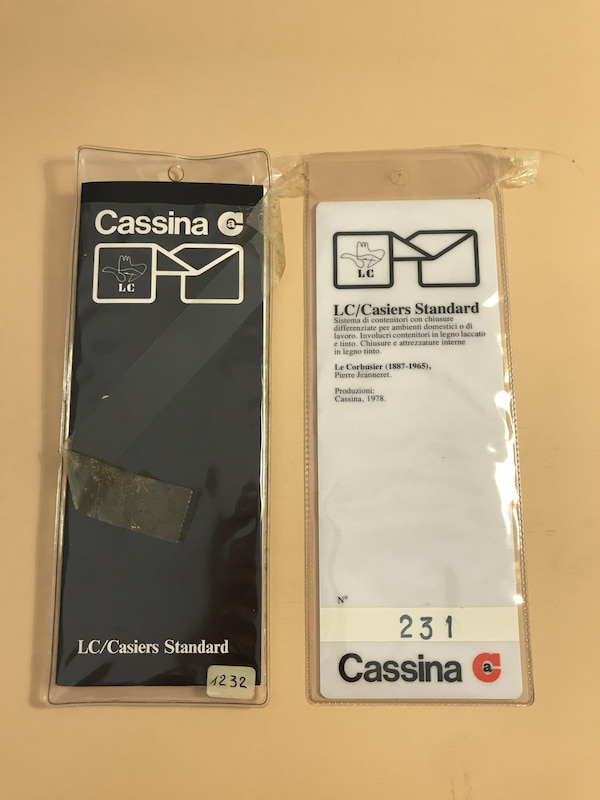 Cassina a
LC
LC/Casiers Standard
1232
LC
LC/Casiers Standard
Sistema di contenitori con chiusure
differenziate per ambienti domestici o di
lavoro. Involucri contenitori in legno laccato
e tinto. Chiusure e attrezzature interne
in legno tinto.
Le Corbusier (1887-1965),
Pierre Jeanneret.
Produzioni:
Cassina, 1978.
N°
231
Cassina a